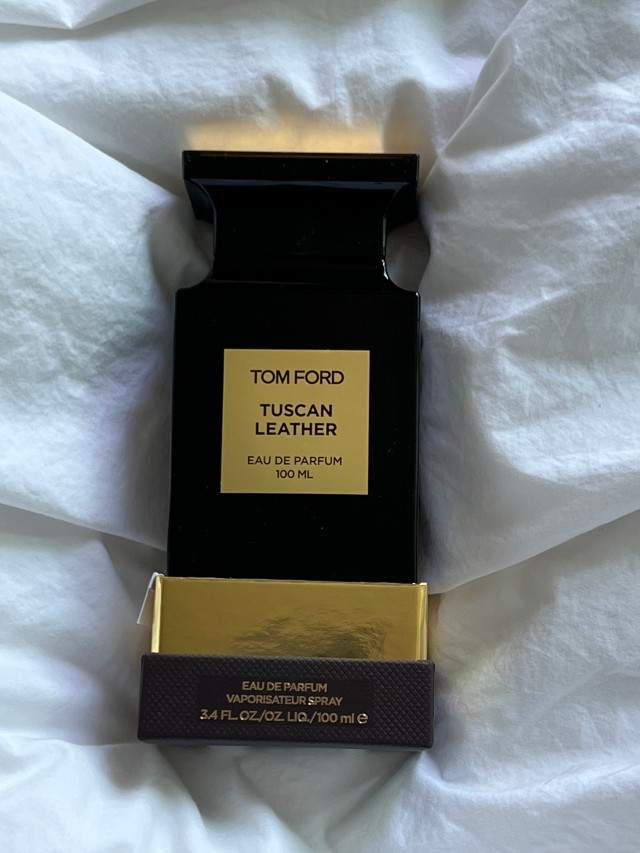 TOM FORD
TUSCAN
LEATHER
EAU DE PARFUM
100 ML
EAU DE PARFUM
VAPORISATEUR SPRAY
3.4 FL.OZ./OZ. LIQ./100 ml ℮